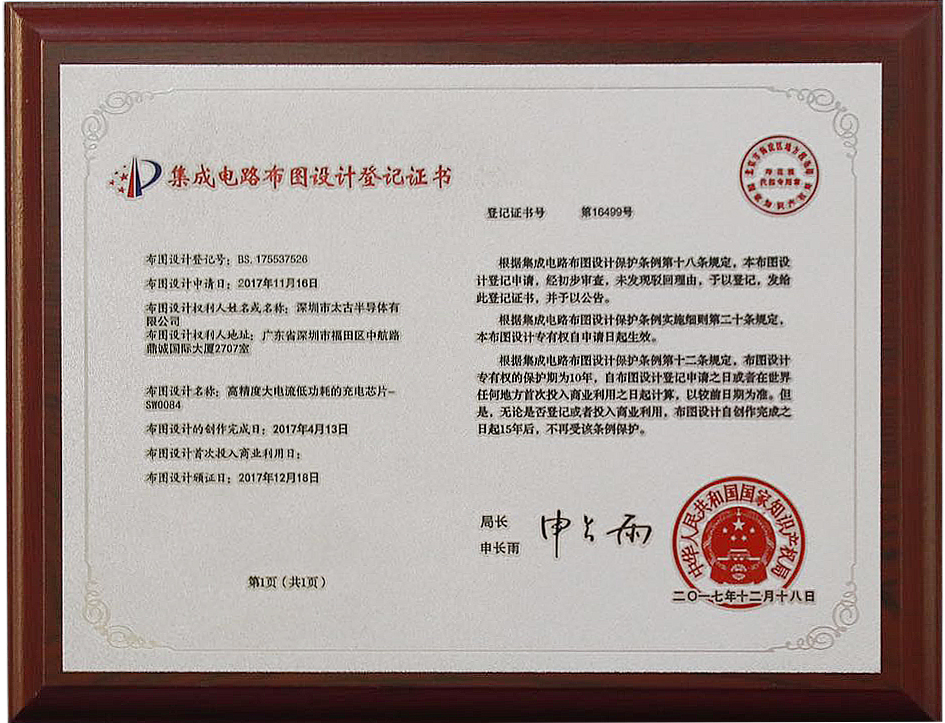 集成电路布图设计登记证书
登记证书号 第16499号
布图设计登记号：BS.175537526
布图设计申请日：2017年11月16日
布图设计权利人姓名或名称：深圳市太古半导体有
限公司
布图设计权利人地址：广东省深圳市福田区中航路
鼎诚国际大厦2707室
布图设计名称：高精度大电流低功耗的充电芯片-
SW0084
布图设计的创作完成日：2017年4月13日
布图设计首次投入商业利用日：
布图设计颁证日：2017年12月18日
第1页（共1页）
根据集成电路布图设计保护条例第十八条规定，本布图设
计登记申请，经初步审查，未发现驳回理由，予以登记，发给
此登记证书，并予以公告。
根据集成电路布图设计保护条例实施细则第二十条规定，
本布图设计专有权自申请日起生效。
根据集成电路布图设计保护条例第十二条规定，布图设计
专有权的保护期为10年，自布图设计登记申请之日或者在世界
任何地方首次投入商业利用之日起计算，以较前日期为准。但
是，无论是否登记或者投入商业利用，布图设计自创作完成之
日起15年后，不再受该条例保护。
局长
申长雨
申长雨
中华人民共和国国家知识产权局
二〇一七年十二月十八日